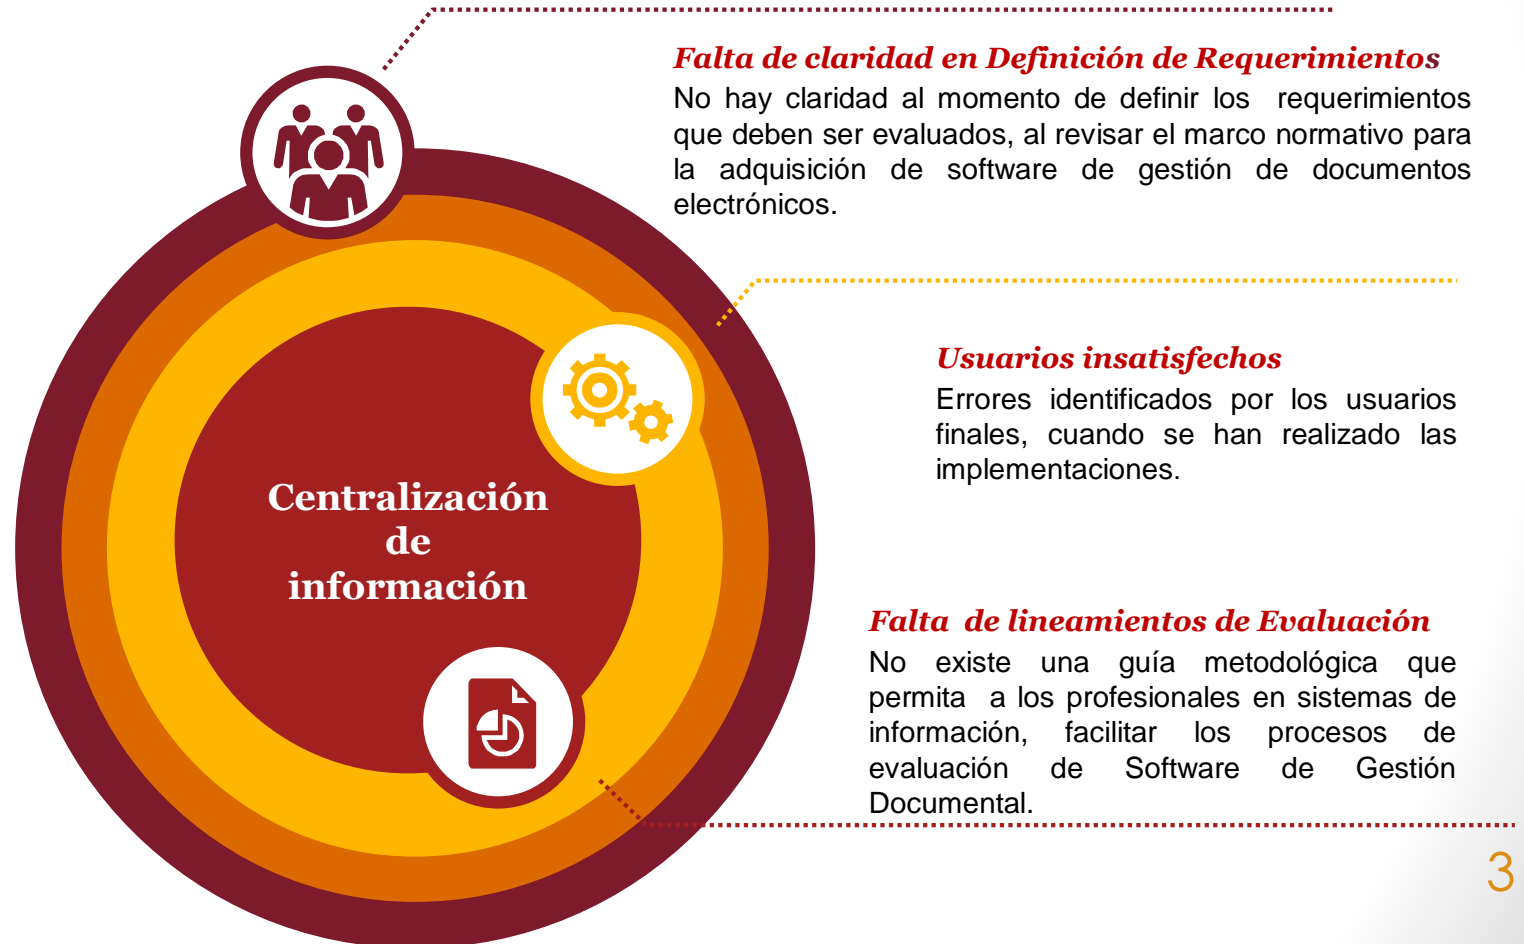 Falta de claridad en Definición de Requerimientos
No hay claridad al momento de definir los requerimientos
que deben ser evaluados, al revisar el marco normativo para
la adquisición de software de gestión de documentos
electrónicos.
Usuarios insatisfechos
Errores identificados por los usuarios
finales, cuando se han realizado las
implementaciones.
Centralización
de
información
Falta de lineamientos de Evaluación
No existe una guía metodológica que
permita a los profesionales en sistemas de
información, facilitar los procesos de
evaluación de Software de Gestión
Documental.
3